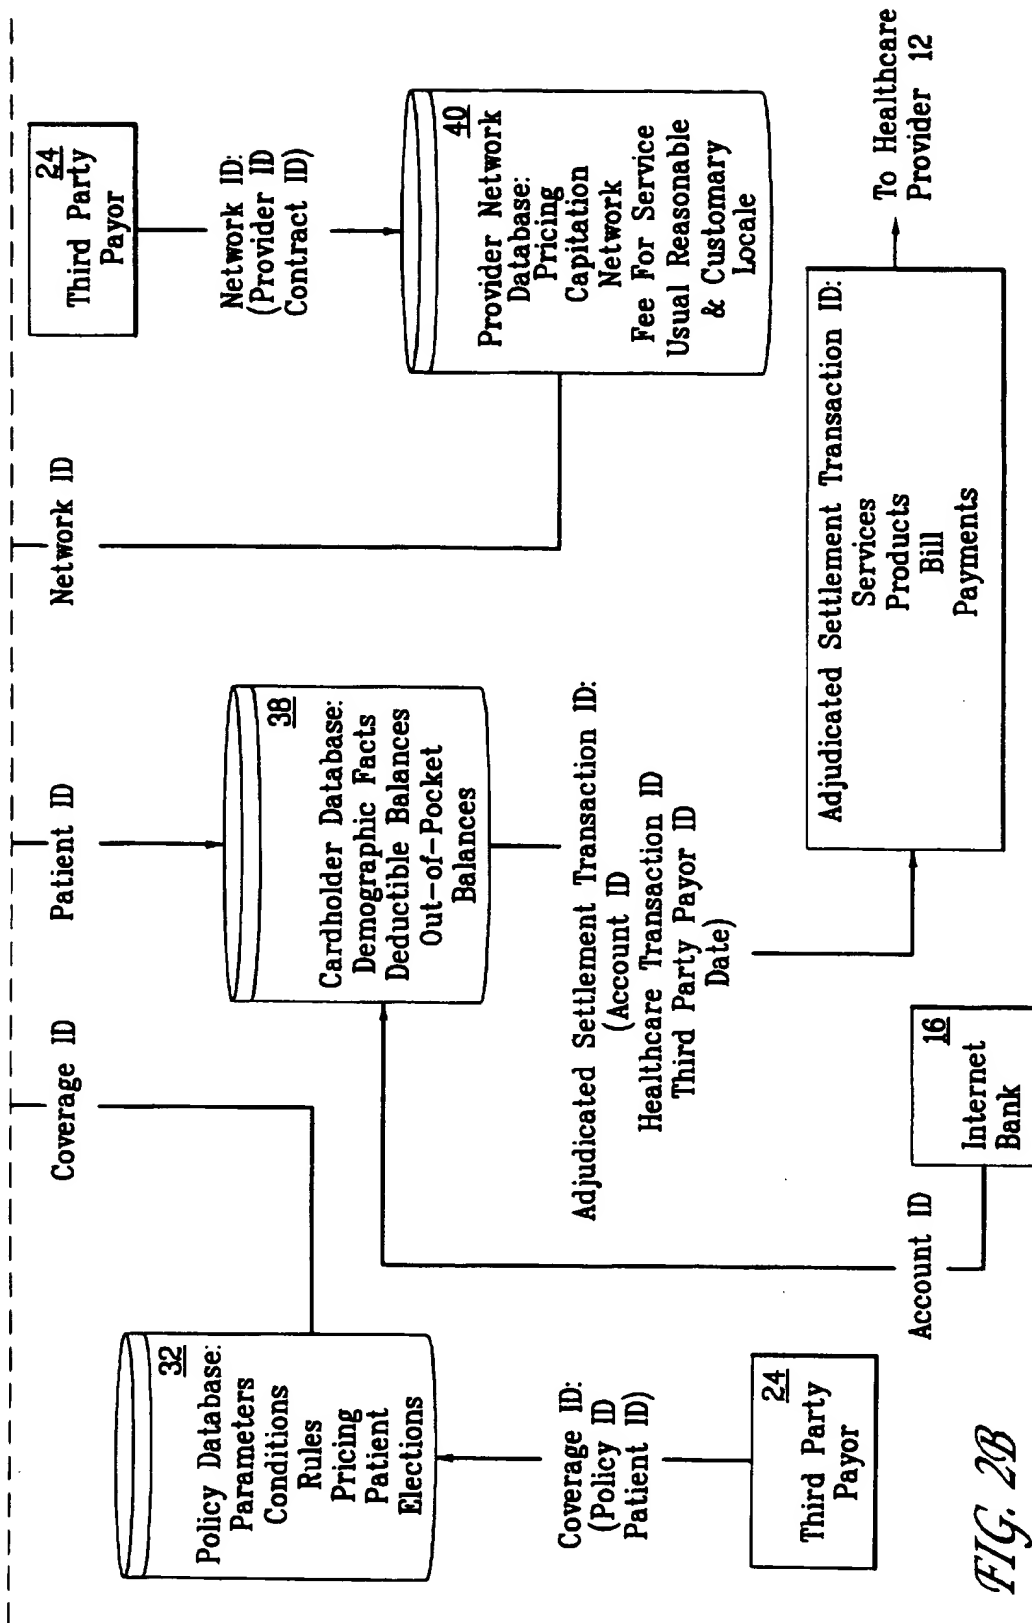 Coverage ID
Patient ID
Network ID
32
Policy Database:
Parameters
Conditions
Rules
Pricing
Patient
Elections
Coverage ID:
(Policy ID
Patient ID)
24
Third Party
Payor
38
Cardholder Database:
Demographic Facts
Deductible Balances
Out-of-Pocket
Balances
Adjudicated Settlement Transaction ID:
(Account ID
Healthcare Transaction ID
Third Party Payor ID
Date)
Account ID
16
Internet
Bank
24
Third Party
Payor
Network ID:
(Provider ID
Contract ID)
40
Provider Network
Database:
Pricing
Capitation
Network
Fee For Service
Usual Reasonable
& Customary
Locale
Adjudicated Settlement Transaction ID:
Services
Products
Bill
Payments
To Healthcare
Provider 12
FIG. 2B